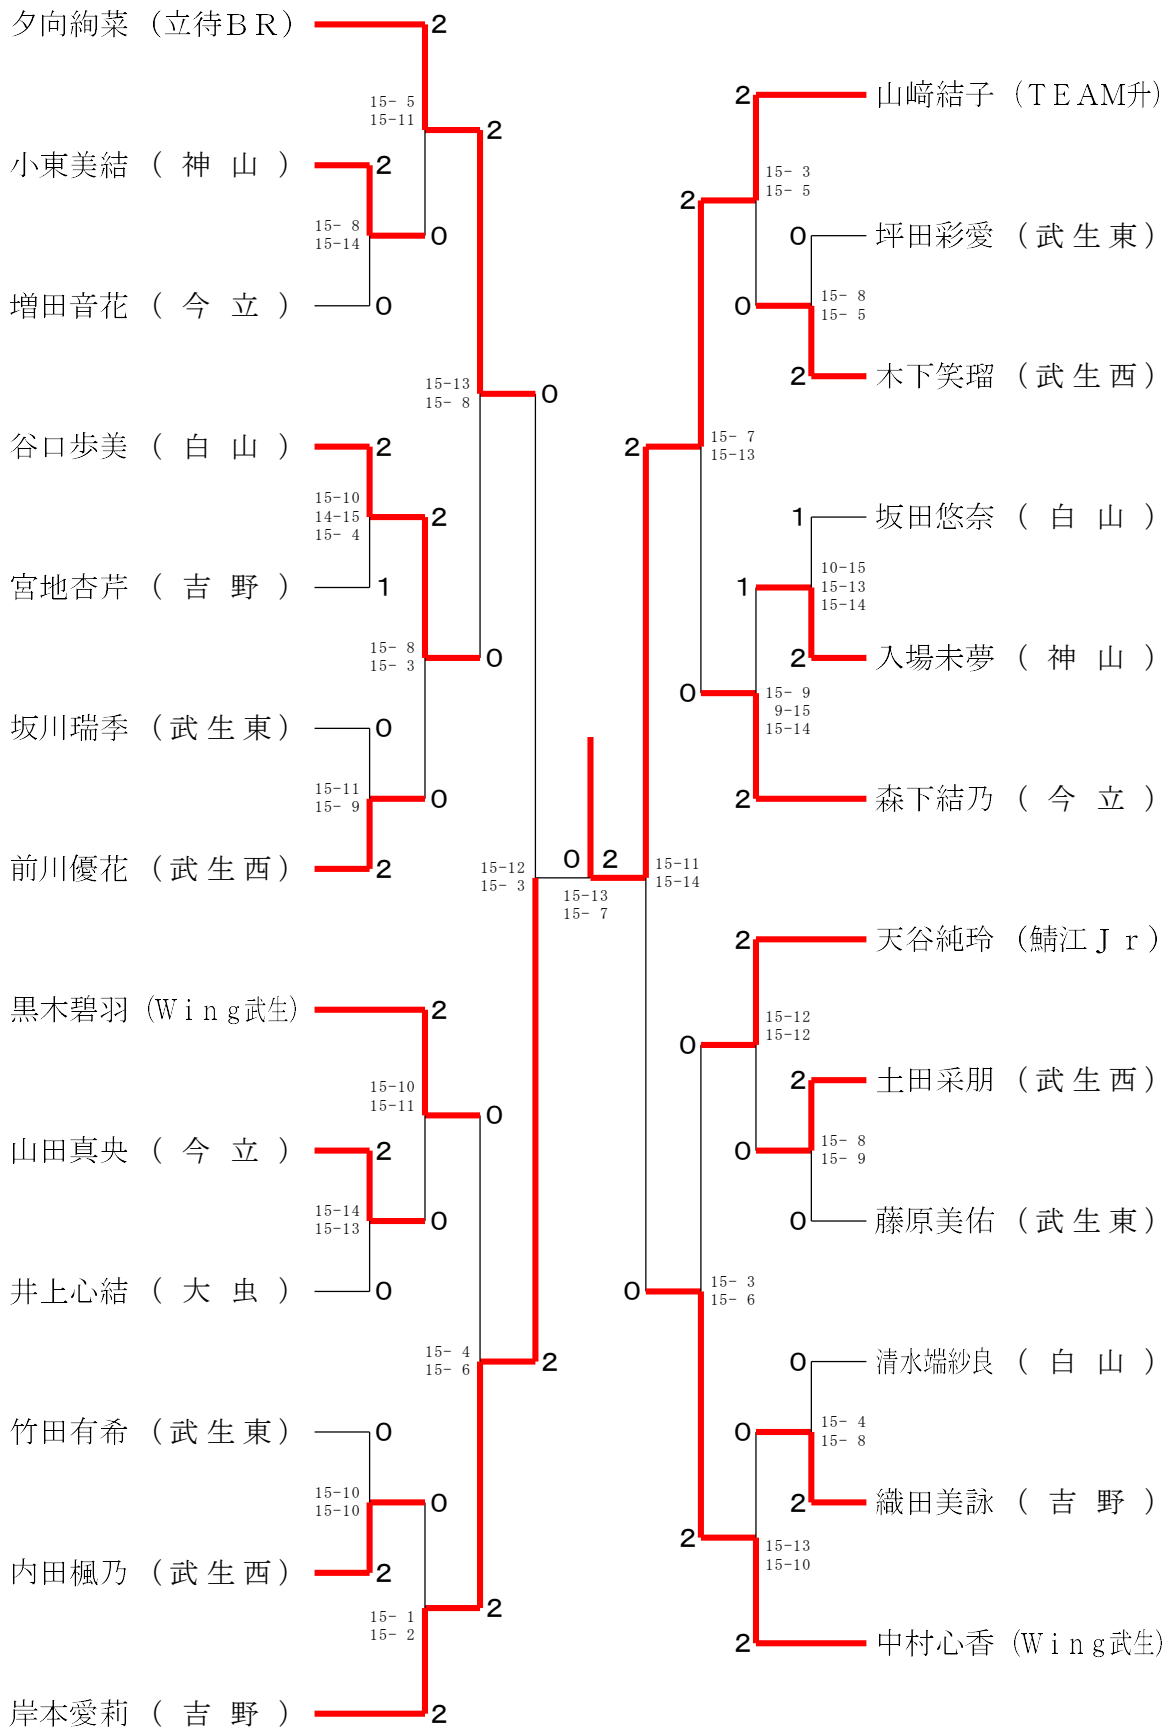 夕向絢菜 (立待ＢＲ) 2
15- 5
15-11
2
小東美結 ( 神 山 ) 2
15- 8
15-14
0
増田音花 ( 今 立 ) 0
15-13
15- 8
0
谷口歩美 ( 白 山 ) 2
15-10
14-15
15- 4
2
宮地杏芹 ( 吉 野 ) 1
15- 8
15- 3
0
坂川瑞季 (武生東) 0
15-11
15- 9
0
前川優花 (武生西) 2
15-12
15- 3
0 2
15-13
15- 7
黒木碧羽 (Ｗｉｎｇ武生) 2
15-10
15-11
0
山田真央 ( 今 立 ) 2
15-14
15-13
0
井上心結 ( 大 虫 ) 0
15- 4
15- 6
2
竹田有希 (武生東) 0
15-10
15-10
0
内田楓乃 (武生西) 2
15- 1
15- 2
2
岸本愛莉 ( 吉 野 ) 2
2 山﨑結子 (ＴＥＡＭ升)
15- 3
15- 5
2
0 坪田彩愛 (武生東)
15- 8
15- 5
0
2 木下笑瑠 (武生西)
15- 7
15-13
2
1 坂田悠奈 ( 白 山 )
10-15
15-13
15-14
1
2 入場未夢 ( 神 山 )
15- 9
9-15
15-14
0
2 森下結乃 ( 今 立 )
15-11
15-14
2 天谷純玲 (鯖江Ｊｒ)
15-12
15-12
0
2 土田采朋 (武生西)
15- 8
15- 9
0
0 藤原美佑 (武生東)
15- 3
15- 6
0
0 清水端紗良 ( 白 山 )
15- 4
15- 8
0
2 織田美詠 ( 吉 野 )
15-13
15-10
2
2 中村心香 (Ｗｉｎｇ武生)